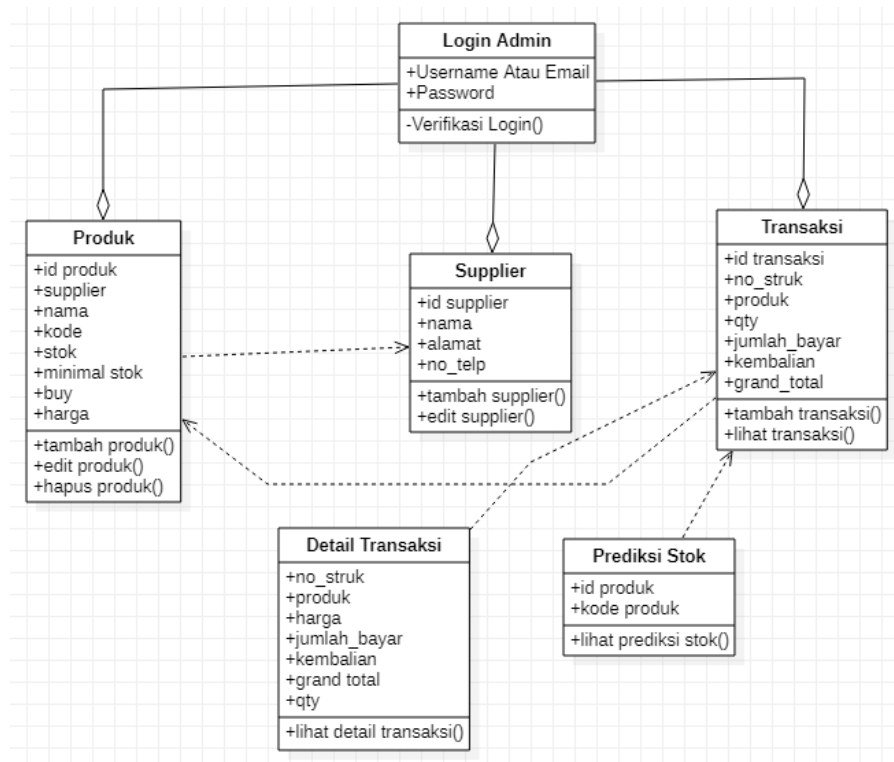 Login Admin
+Username Atau Email
+Password
-Verifikasi Login()
Produk
+id produk
+supplier
+nama
+kode
+stok
+minimal stok
+buy
+harga
+tambah produk()
+edit produk()
+hapus produk()
Supplier
+id supplier
+nama
+alamat
+no_telp
+tambah supplier()
+edit supplier()
Transaksi
+id transaksi
+no_struk
+produk
+qty
+jumlah_bayar
+kembalian
+grand_total
+tambah transaksi()
+lihat transaksi()
Detail Transaksi
+no_struk
+produk
+harga
+jumlah_bayar
+kembalian
+grand total
+qty
+lihat detail transaksi()
Prediksi Stok
+id produk
+kode produk
+lihat prediksi stok()